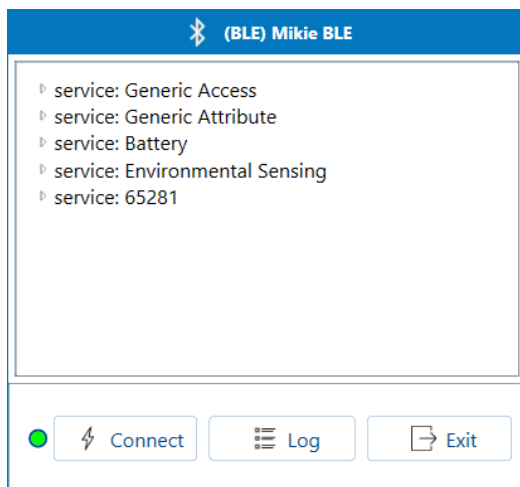 (BLE) Mikie BLE
service: Generic Access
service: Generic Attribute
service: Battery
service: Environmental Sensing
service: 65281
Connect
Log
Exit